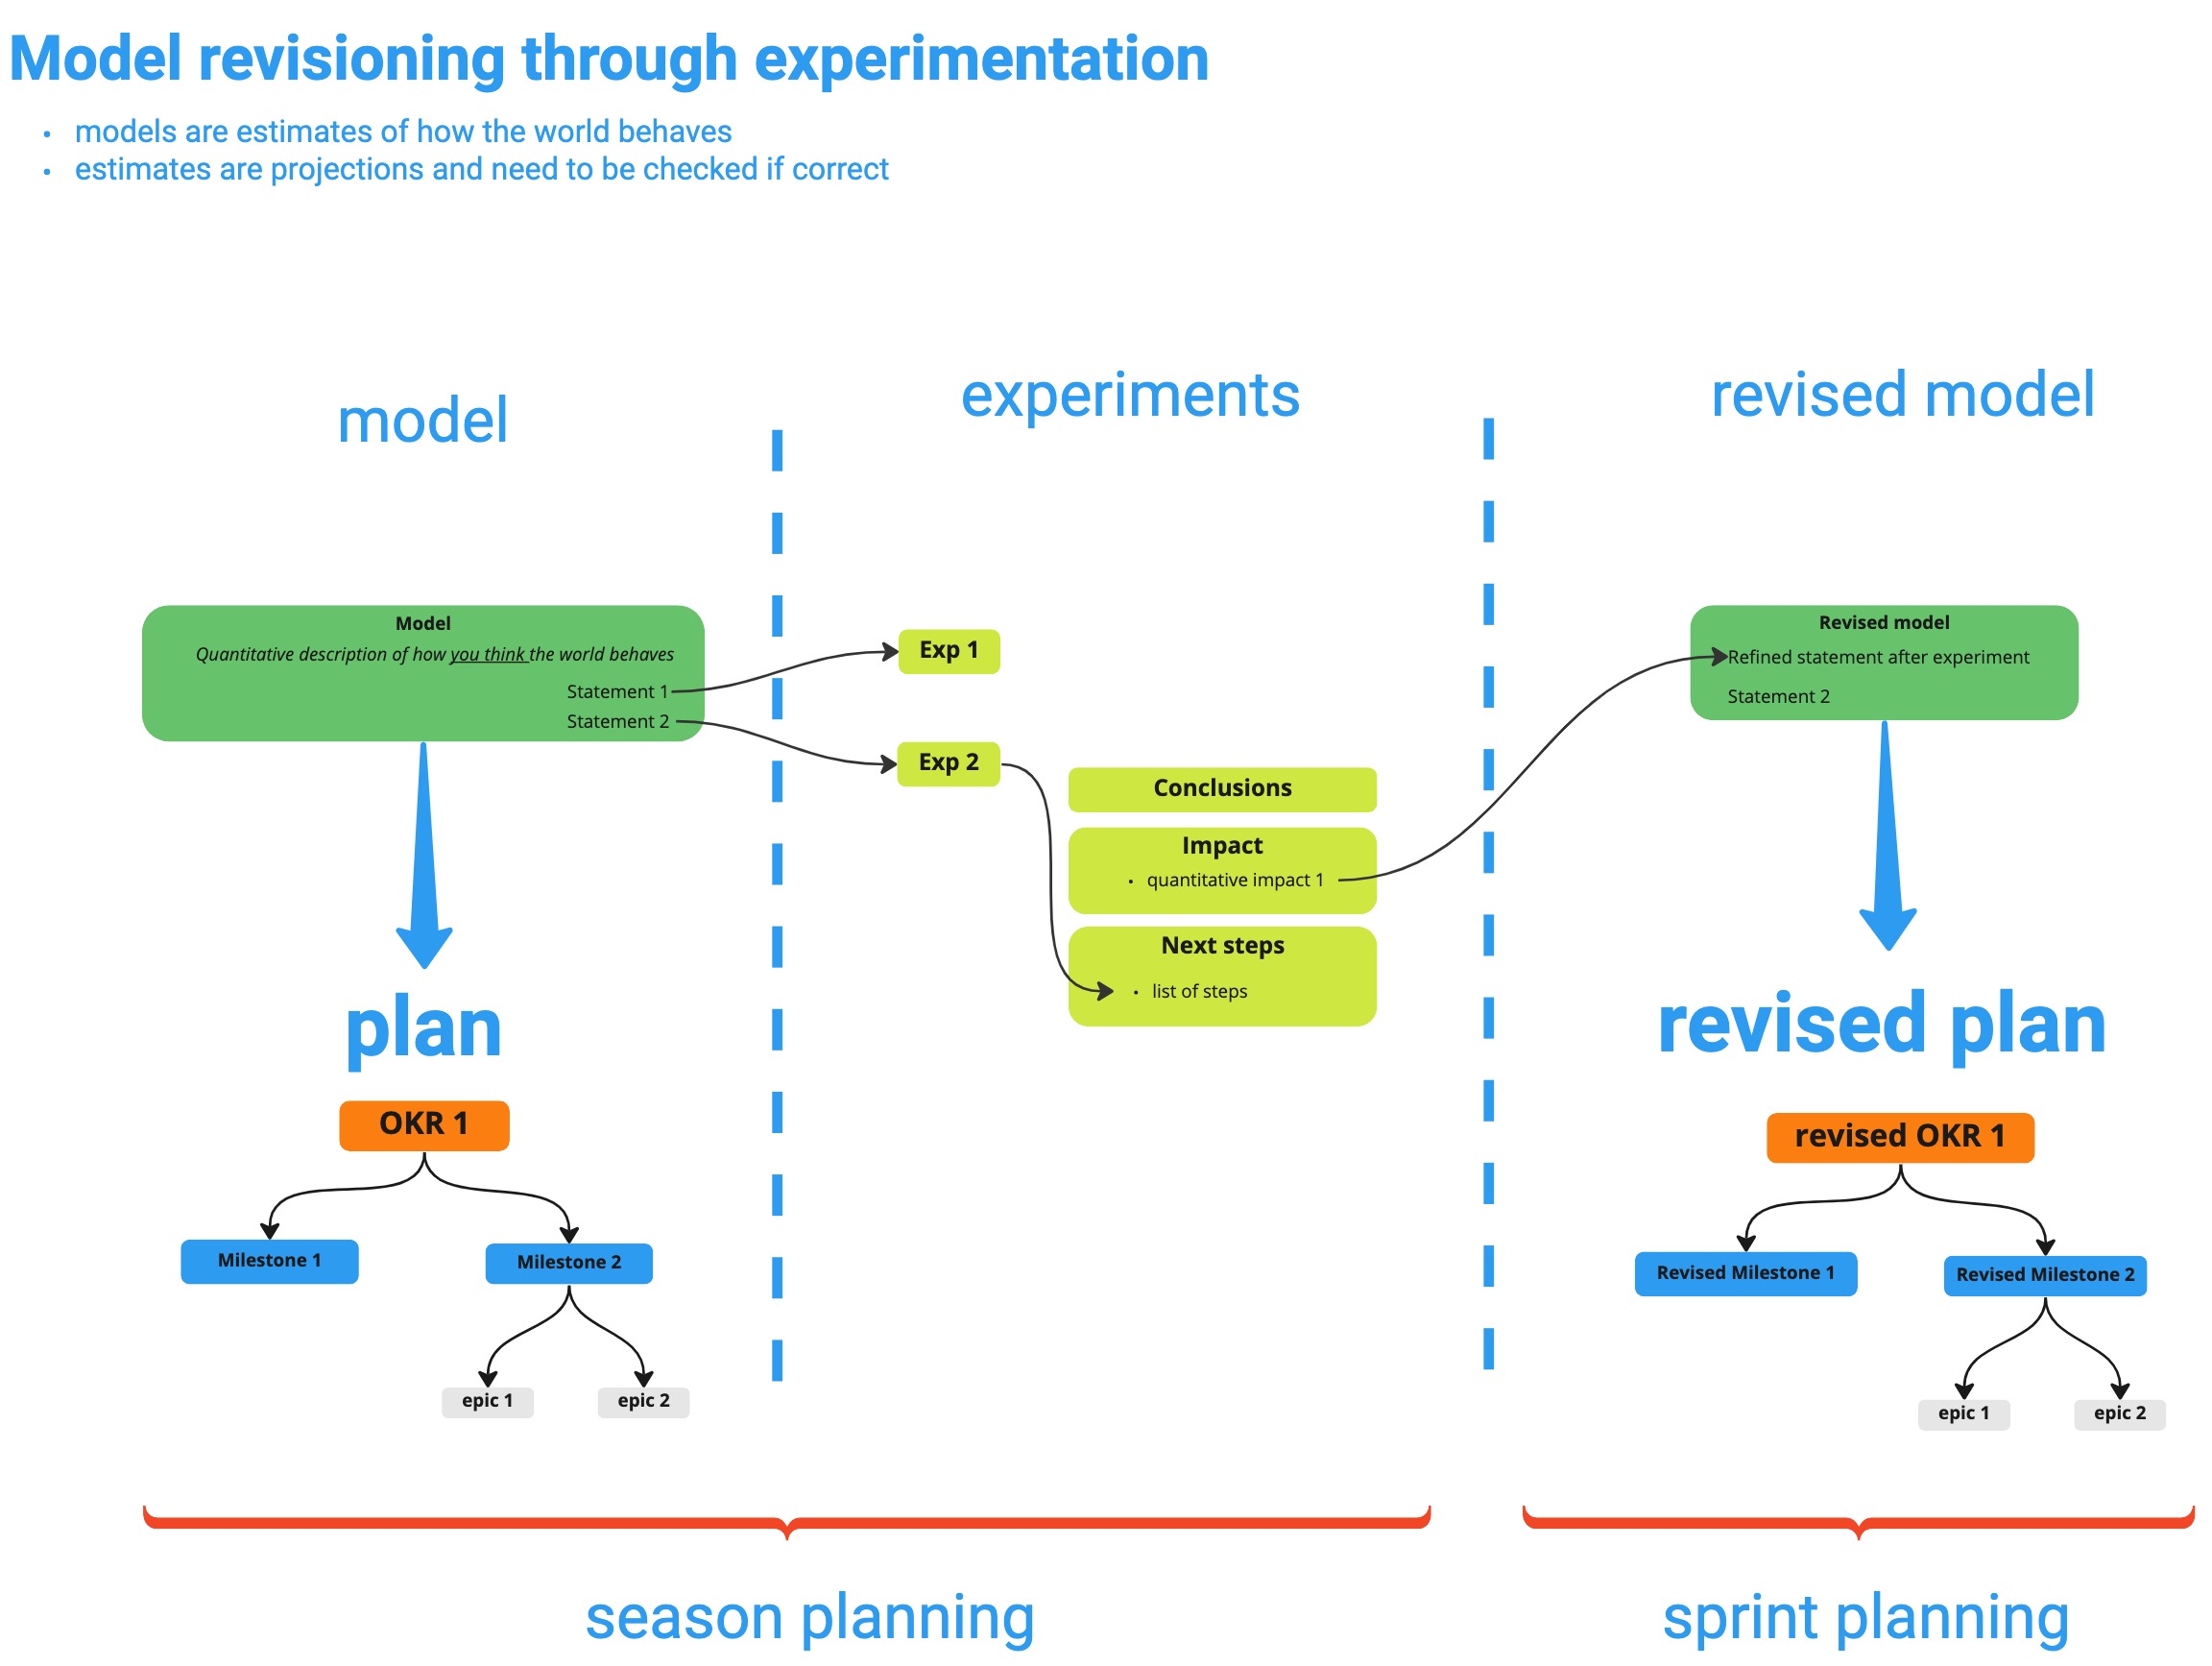 Model revisioning through experimentation
• models are estimates of how the world behaves
• estimates are projections and need to be checked if correct
model
experiments
revised model
Model
Quantitative description of how you think the world behaves
Statement 1
Statement 2
Exp 1
Exp 2
Conclusions
Impact
• quantitative impact 1
Next steps
• list of steps
Revised model
Refined statement after experiment
Statement 2
plan
OKR 1
Milestone 1
Milestone 2
epic 1
epic 2
revised plan
revised OKR 1
Revised Milestone 1
Revised Milestone 2
epic 1
epic 2
season planning
sprint planning